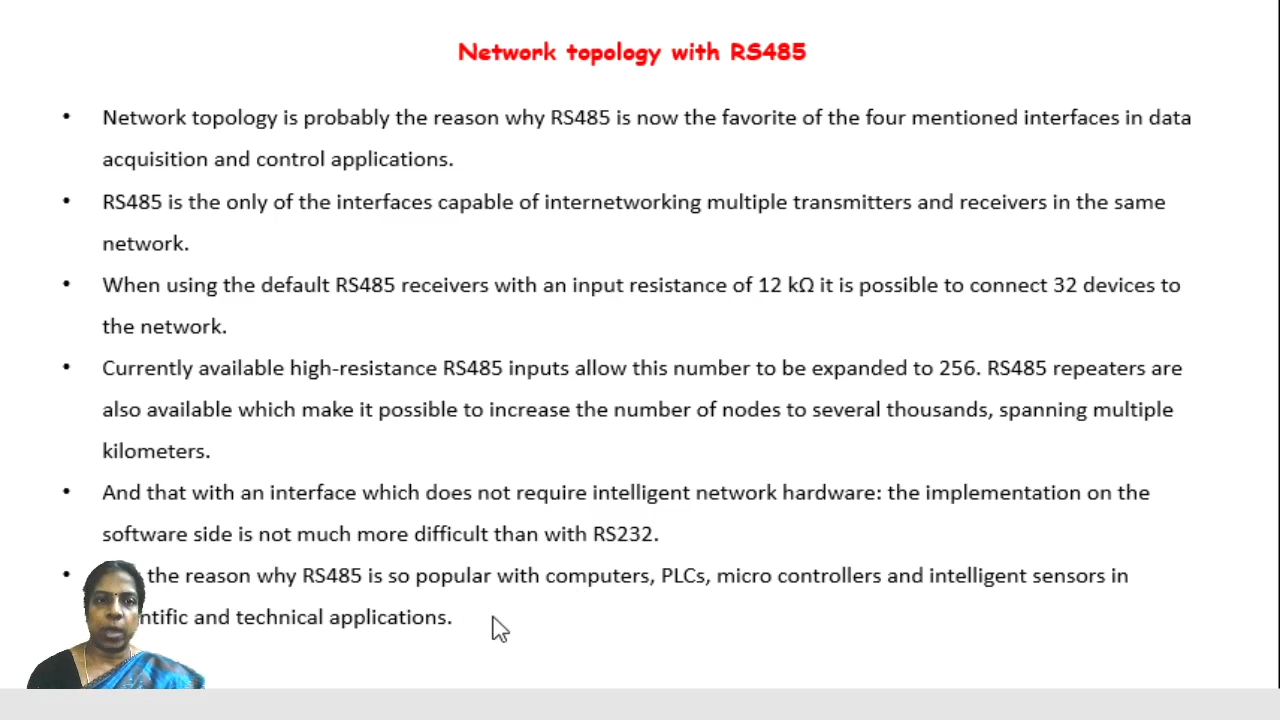 Network topology with RS485
• Network topology is probably the reason why RS485 is now the favorite of the four mentioned interfaces in data
acquisition and control applications.
• RS485 is the only of the interfaces capable of internetworking multiple transmitters and receivers in the same
network.
• When using the default RS485 receivers with an input resistance of 12 kΩ it is possible to connect 32 devices to
the network.
• Currently available high-resistance RS485 inputs allow this number to be expanded to 256. RS485 repeaters are
also available which make it possible to increase the number of nodes to several thousands, spanning multiple
kilometers.
• And that with an interface which does not require intelligent network hardware: the implementation on the
software side is not much more difficult than with RS232.
• the reason why RS485 is so popular with computers, PLCs, micro controllers and intelligent sensors in
and technical applications.